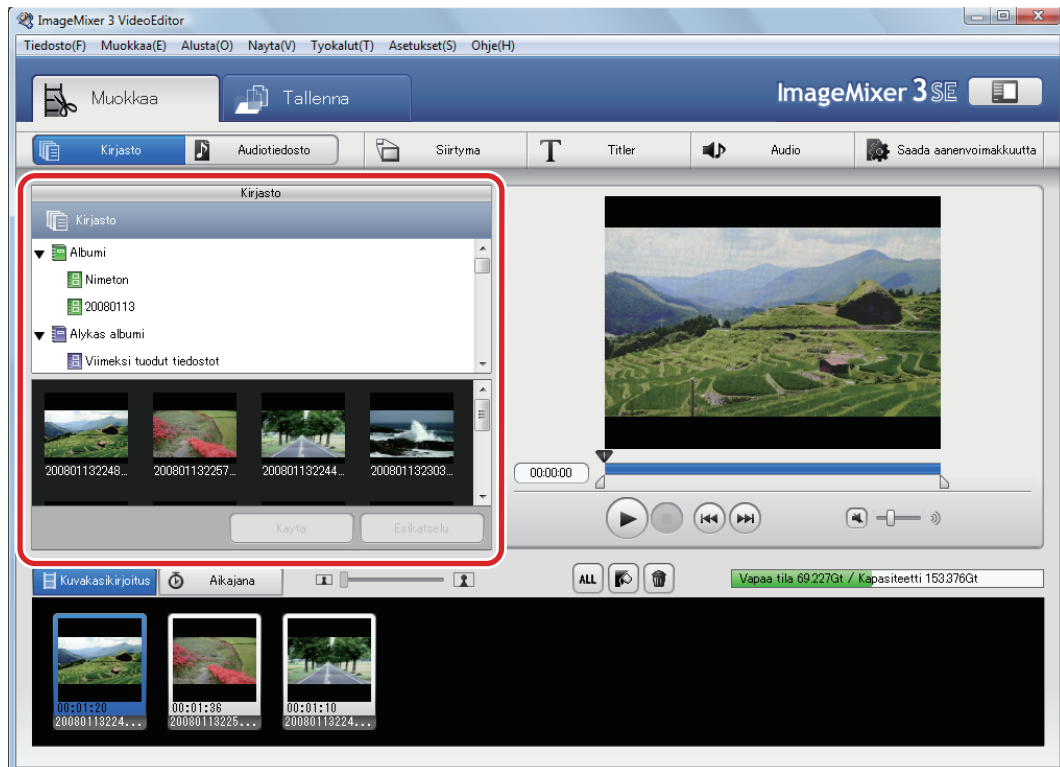 ImageMixer 3 VideoEditor
Tiedosto(F) Muokkaa(E) Alusta(O) Nayta(V) Tyokalut(T) Asetukset(S) Ohje(H)
Muokkaa Tallenna ImageMixer 3 SE
Kirjasto Audiotiedosto Siirtyma T Titler Audio Saada aanenvoimakkuutta
Kirjasto
Kirjasto
Albumi
Nimeton
20080113
Alykas albumi
Viimeksi tuodut tiedostot
200801132248... 200801132257... 200801132244... 200801132303...
00:00:00
Kayta Esikatselu
Kuvakasikirjoitus Aikajana ALL Vapaa tila 69.227Gt / Kapasiteetti 153.376Gt
00:01:20 00:01:36 00:01:10
20080113224... 20080113225... 20080113224...